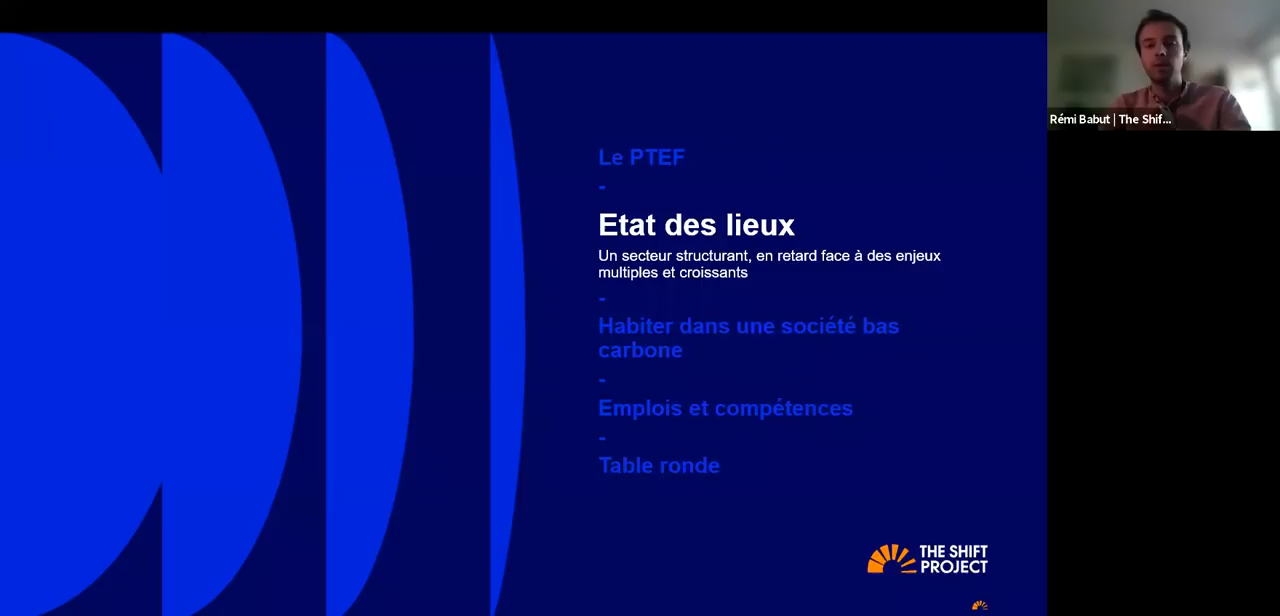 Rémi Babut | The Shif...
Le PTEF
-
Etat des lieux
Un secteur structurant, en retard face à des enjeux
multiples et croissants
-
Habiter dans une société bas
carbone
-
Emplois et compétences
-
Table ronde
THE SHIFT
PROJECT